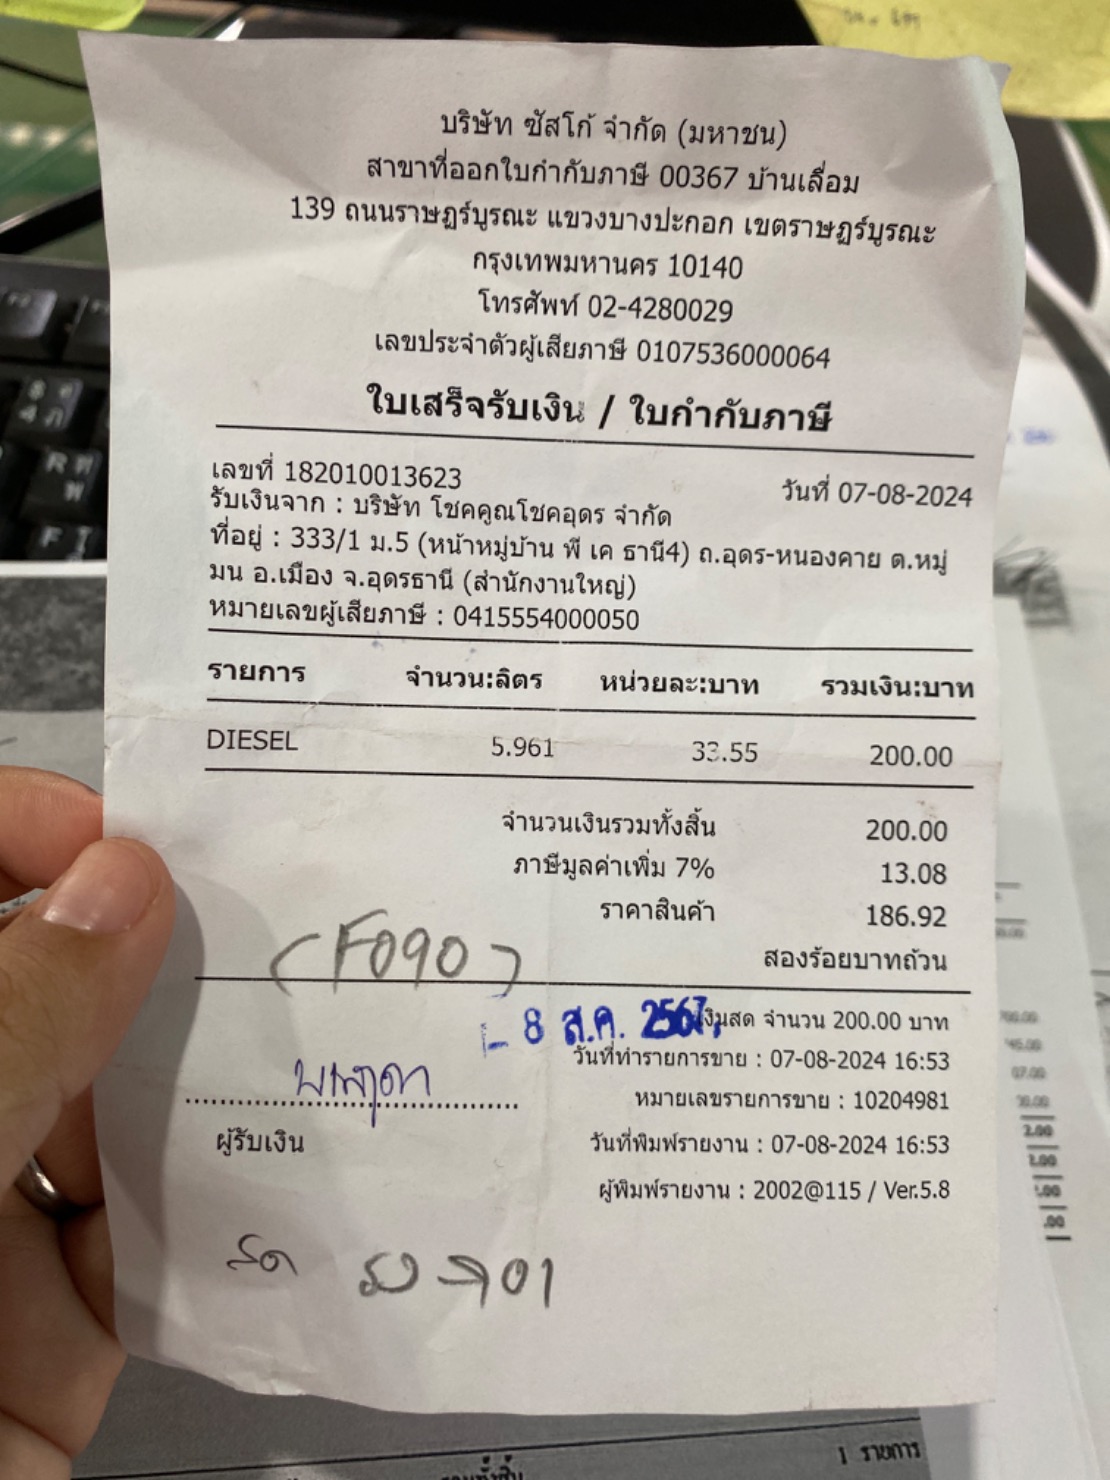 บริษัท ซัสโก้ จำกัด (มหาชน)
สาขาที่ออกใบกำกับภาษี 00367 บ้านเลื่อม
139 ถนนราษฎร์บูรณะ แขวงบางปะกอก เขตราษฎร์บูรณะ
กรุงเทพมหานคร 10140
โทรศัพท์ 02-4280029
เลขประจำตัวผู้เสียภาษี 0107536000064
ใบเสร็จรับเงิน / ใบกำกับภาษี
เลขที่ 182010013623 วันที่ 07-08-2024
รับเงินจาก : บริษัท โชคคูณโชคอุดร จำกัด
ที่อยู่ : 333/1 ม.5 (หน้าหมู่บ้าน พี เค ธานี4) ถ.อุดร-หนองคาย ต.หมู่
มน อ.เมือง จ.อุดรธานี (สำนักงานใหญ่)
หมายเลขผู้เสียภาษี : 0415554000050
รายการ จำนวน:ลิตร หน่วยละ:บาท รวมเงิน:บาท
DIESEL 5.961 33.55 200.00
จำนวนเงินรวมทั้งสิ้น 200.00
ภาษีมูลค่าเพิ่ม 7% 13.08
ราคาสินค้า 186.92
(F090)
สองร้อยบาทถ้วน
- 8 ส.ค. 2567
เงินสด จำนวน 200.00 บาท
วันที่ทำรายการขาย : 07-08-2024 16:53
หมายเลขรายการขาย : 10204981
ผู้รับเงิน
วันที่พิมพ์รายงาน : 07-08-2024 16:53
ผู้พิมพ์รายงาน : 2002@115 / Ver.5.8
สด
1 รายการ